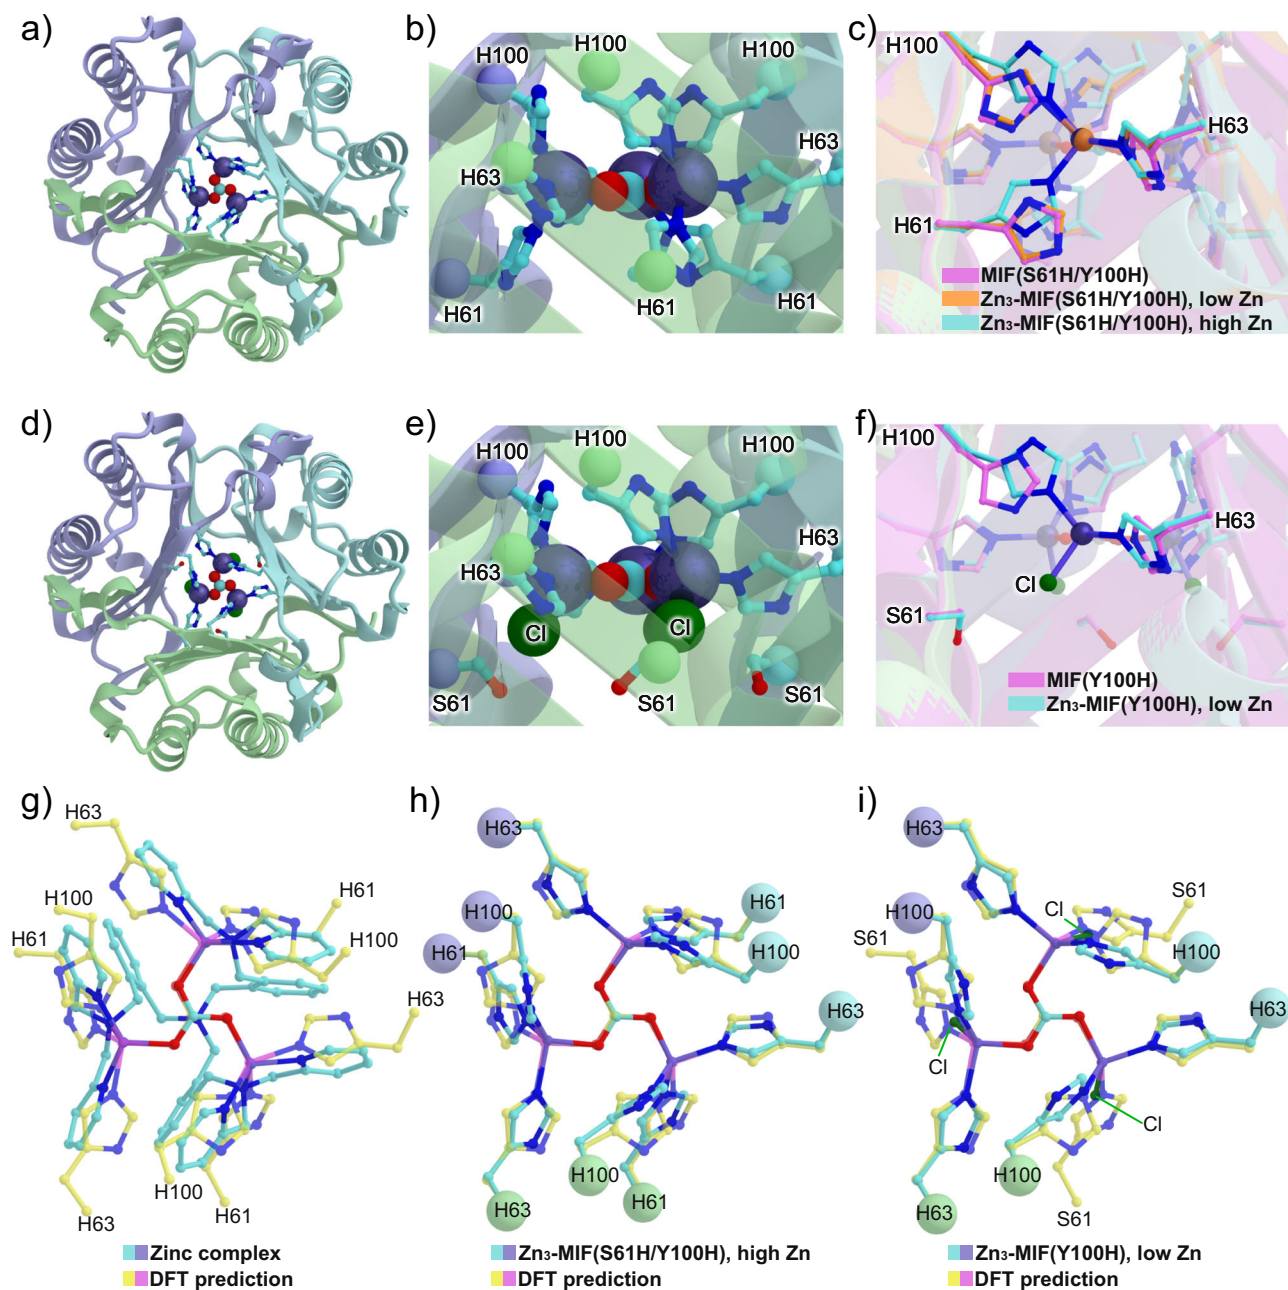 a)
b)
H100
H100
H100
H63
H63
H61
H61
H61
c)
H100
H63
H61
MIF(S61H/Y100H)
Zn₃-MIF(S61H/Y100H), low Zn
Zn₃-MIF(S61H/Y100H), high Zn
d)
e)
H100
H100
H100
H63
H63
Cl
Cl
S61
S61
S61
f)
H100
H63
Cl
S61
MIF(Y100H)
Zn₃-MIF(Y100H), low Zn
g)
H63
H100
H61
H61
H100
H63
H100
H63
H61
Zinc complex
DFT prediction
h)
H63
H100
H61
H61
H100
H63
H100
H63
H61
Zn₃-MIF(S61H/Y100H), high Zn
DFT prediction
i)
H63
H100
S61
Cl
S61
H100
H63
Cl
Cl
H100
H63
S61
Zn₃-MIF(Y100H), low Zn
DFT prediction